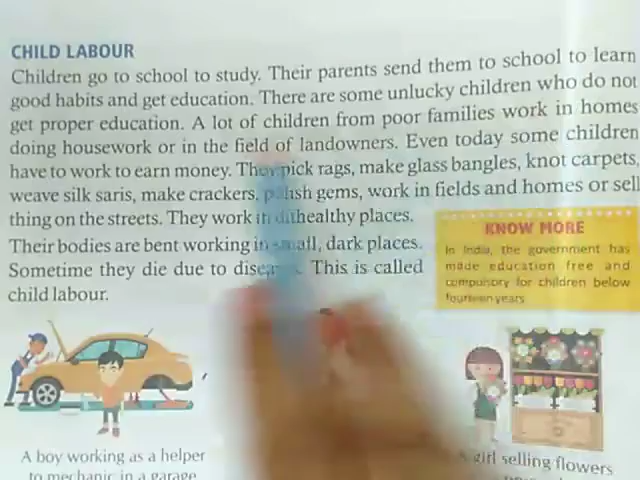 CHILD LABOUR
Children go to school to study. Their parents send them to school to learn
good habits and get education. There are some unlucky children who do not
get proper education. A lot of children from poor families work in homes
doing housework or in the field of landowners. Even today some children
have to work to earn money. They pick rags, make glass bangles, knot carpets,
weave silk saris, make crackers, polish gems, work in fields and homes or sell
thing on the streets. They work in unhealthy places.
Their bodies are bent working in small, dark places.
Sometime they die due to This is called
child labour.
KNOW MORE
In India, the government has
made education free and
compulsory for children below
fourteen years
A boy working as a helper
to mechanic in a garage
A girl selling flowers